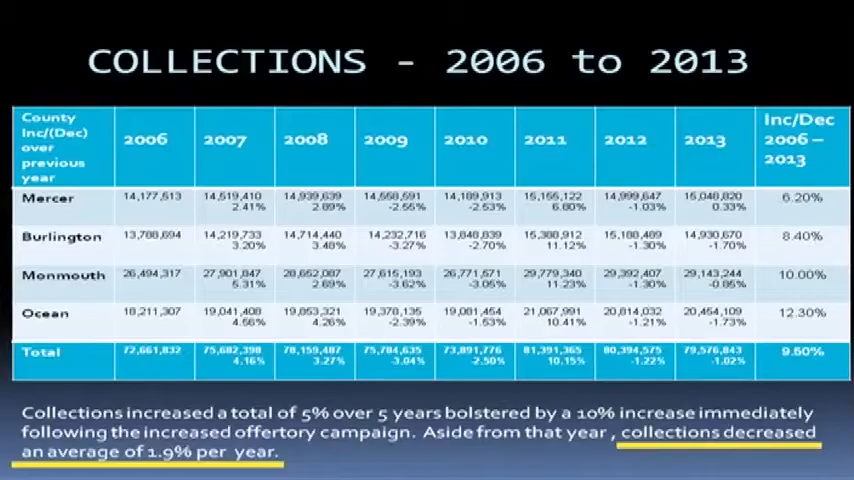 COLLECTIONS - 2006 to 2013
County Inc/(Dec) over previous year 2006 2007 2008 2009 2010 2011 2012 2013 Inc/Dec 2006 – 2013
Mercer 14,177,513 14,519,410 14,939,639 14,558,591 14,189,913 15,155,122 14,999,647 15,048,820 6.20%
2.41% 2.89% -2.55% -2.53% 6.80% -1.03% 0.33%
Burlington 14,219,733 14,714,440 14,232,716 13,848,839 15,388,912 15,188,489 14,930,670 8.40%
3.20% 3.48% -3.27% -2.70% 11.12% -1.30% -1.70%
Monmouth 26,494,317 27,901,847 28,652,087 27,615,193 26,771,571 29,779,340 29,392,407 29,143,244 10.00%
5.31% 2.69% -3.62% -3.05% 11.23% -1.30% -0.85%
Ocean 18,211,307 19,041,408 19,853,321 19,378,135 19,081,454 21,067,991 20,814,032 20,454,109 12.30%
4.56% 4.26% -2.39% -1.53% 10.41% -1.21% -1.73%
Total 72,661,832 75,682,398 78,159,487 75,784,635 73,891,776 81,391,365 80,394,575 79,576,843 9.50%
4.16% 3.27% -3.04% -2.50% 10.15% -1.22% -1.02%
Collections increased a total of 5% over 5 years bolstered by a 10% increase immediately
following the increased offertory campaign. Aside from that year , collections decreased
an average of 1.9% per year.